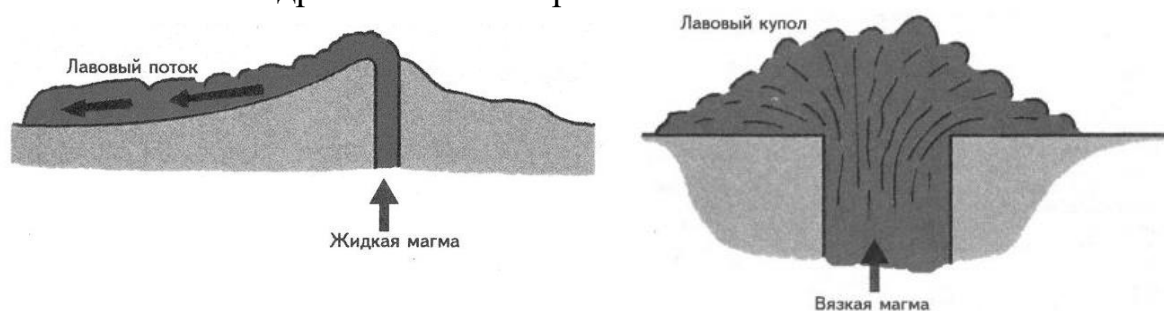 Лавовый поток
Жидкая магма
Лавовый купол
Вязкая магма